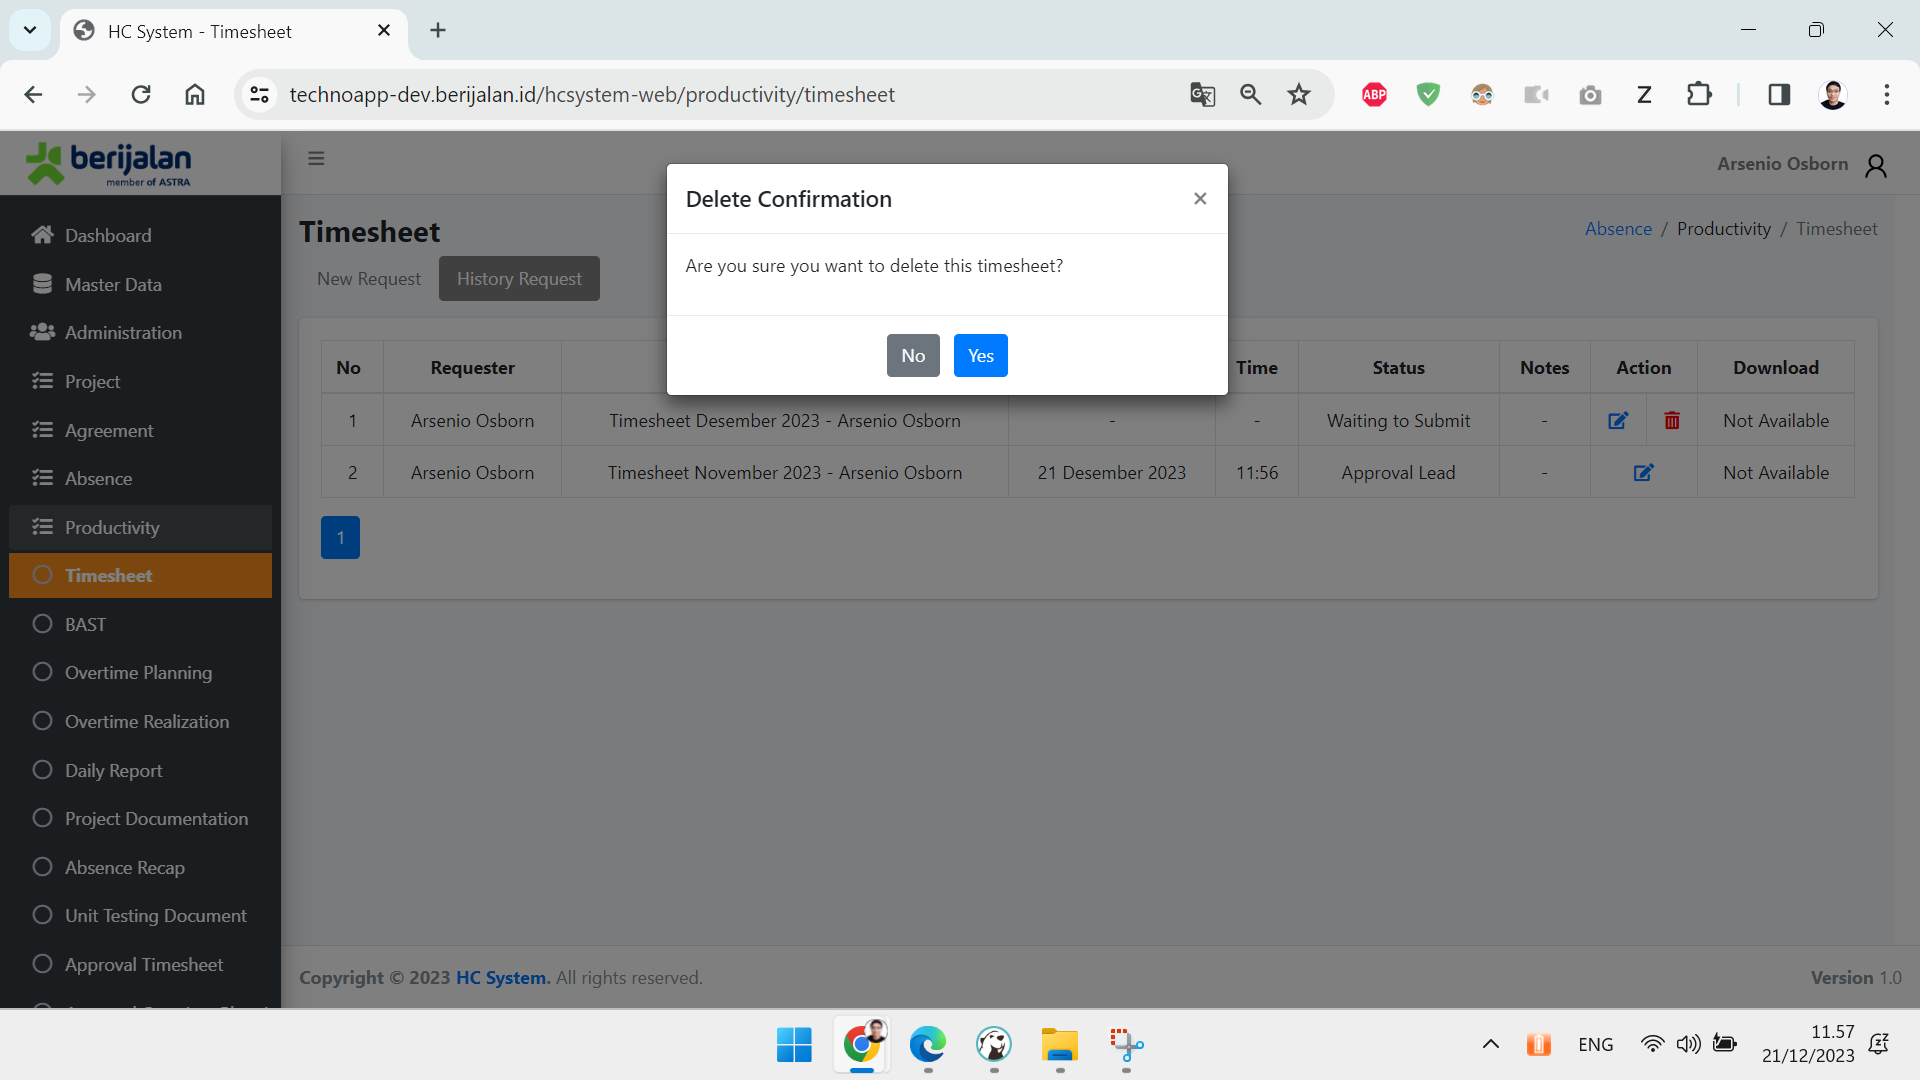 HC System - Timesheet
technoapp-dev.berijalan.id/hcsystem-web/productivity/timesheet
ABP
Z
berijalan
member of ASTRA
Arsenio Osborn
Dashboard
Master Data
Administration
Project
Agreement
Absence
Productivity
Timesheet
BAST
Overtime Planning
Overtime Realization
Daily Report
Project Documentation
Absence Recap
Unit Testing Document
Approval Timesheet
Timesheet
Absence / Productivity / Timesheet
New Request
History Request
Delete Confirmation
×
Are you sure you want to delete this timesheet?
No
Yes
No Requester Time Status Notes Action Download
1 Arsenio Osborn Timesheet Desember 2023 - Arsenio Osborn - - Waiting to Submit - Not Available
2 Arsenio Osborn Timesheet November 2023 - Arsenio Osborn 21 Desember 2023 11:56 Approval Lead - Not Available
1
Copyright © 2023 HC System. All rights reserved.
Version 1.0
ENG
11.57
21/12/2023